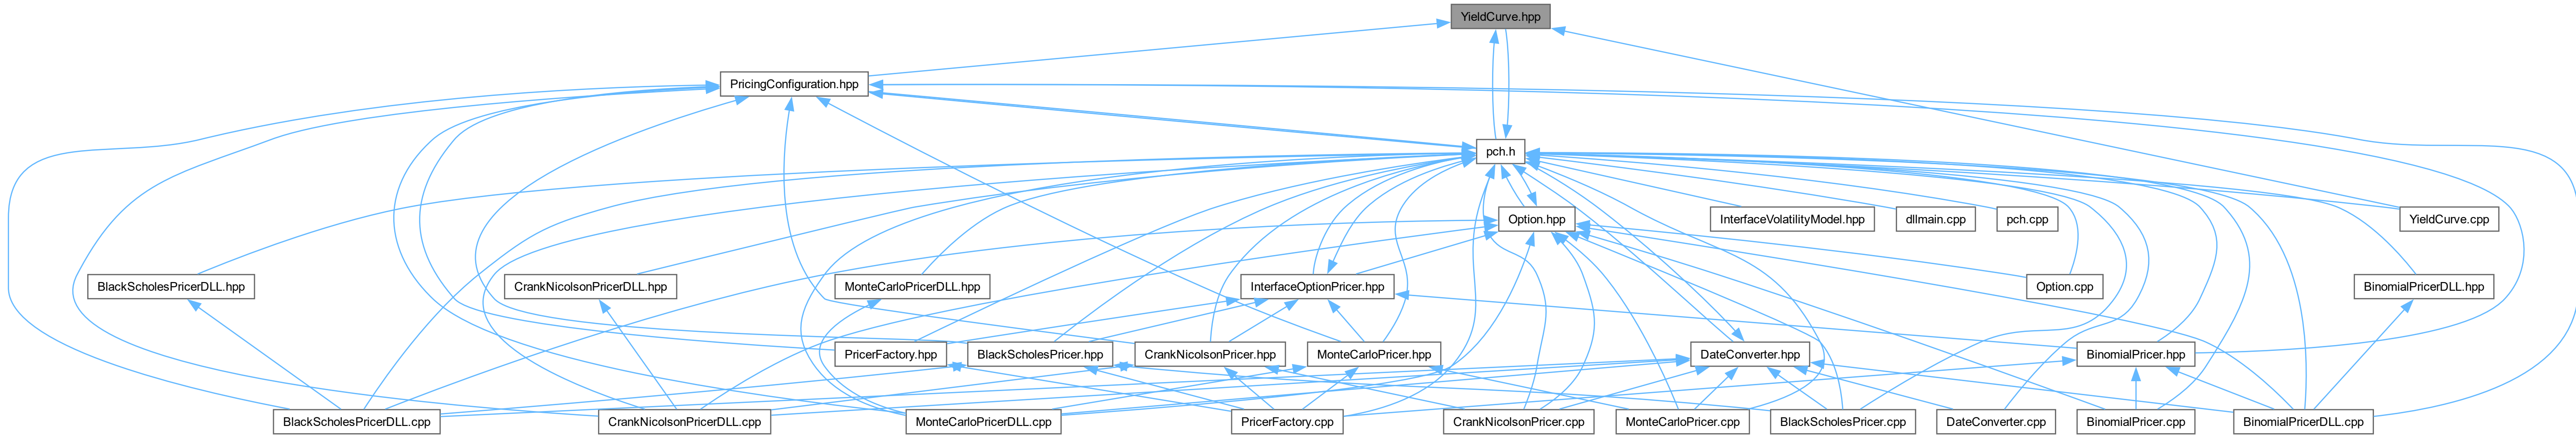 YieldCurve.hpp
PricingConfiguration.hpp
pch.h
Option.hpp
InterfaceVolatilityModel.hpp
dllmain.cpp
pch.cpp
YieldCurve.cpp
BlackScholesPricerDLL.hpp
CrankNicolsonPricerDLL.hpp
MonteCarloPricerDLL.hpp
InterfaceOptionPricer.hpp
Option.cpp
BinomialPricerDLL.hpp
PricerFactory.hpp
BlackScholesPricer.hpp
CrankNicolsonPricer.hpp
MonteCarloPricer.hpp
DateConverter.hpp
BinomialPricer.hpp
BlackScholesPricerDLL.cpp
CrankNicolsonPricerDLL.cpp
MonteCarloPricerDLL.cpp
PricerFactory.cpp
CrankNicolsonPricer.cpp
MonteCarloPricer.cpp
BlackScholesPricer.cpp
DateConverter.cpp
BinomialPricer.cpp
BinomialPricerDLL.cpp